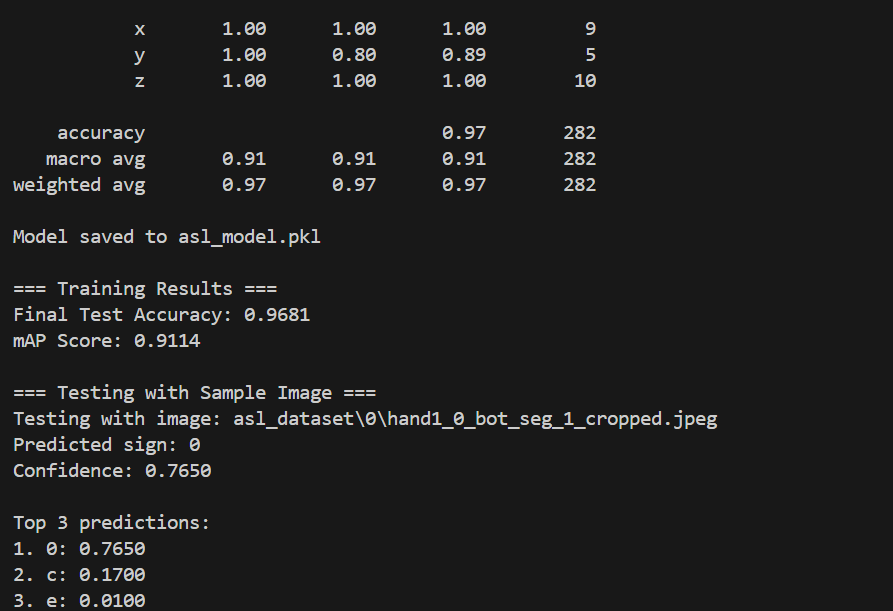 x 1.00 1.00 1.00 9
y 1.00 0.80 0.89 5
z 1.00 1.00 1.00 10
accuracy 0.97 282
macro avg 0.91 0.91 0.91 282
weighted avg 0.97 0.97 0.97 282
Model saved to asl_model.pkl
=== Training Results ===
Final Test Accuracy: 0.9681
mAP Score: 0.9114
=== Testing with Sample Image ===
Testing with image: asl_dataset\0\hand1_0_bot_seg_1_cropped.jpeg
Predicted sign: 0
Confidence: 0.7650
Top 3 predictions:
1. 0: 0.7650
2. c: 0.1700
3. e: 0.0100